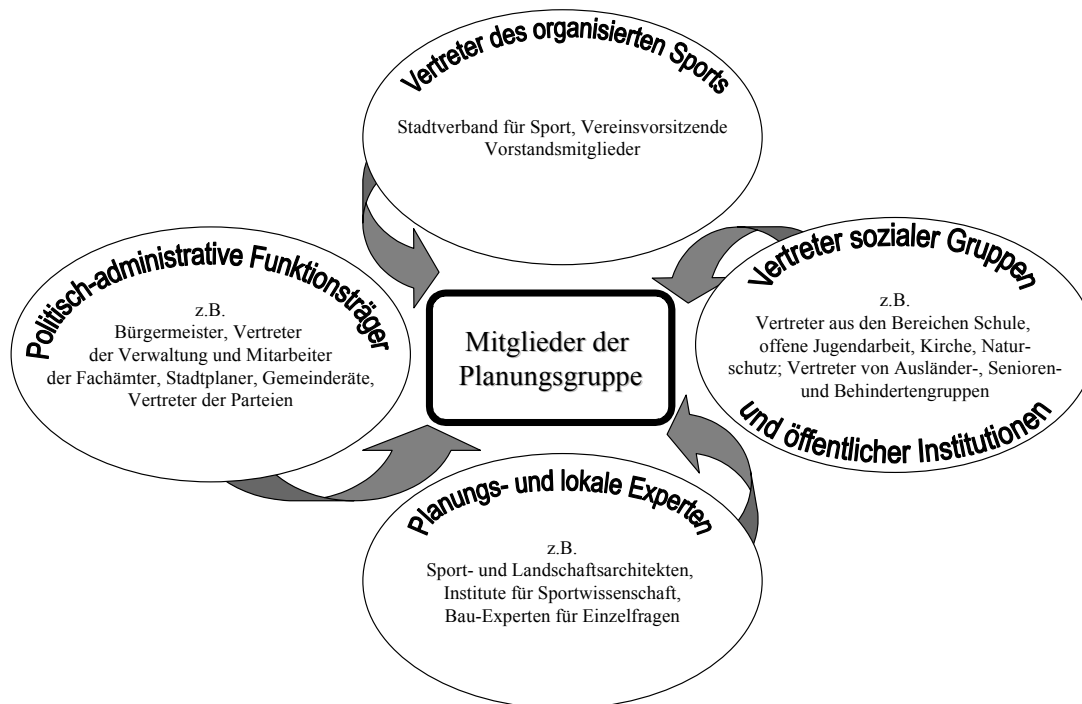 Vertreter des organisierten Sports
Stadtverband für Sport, Vereinsvorsitzende
Vorstandsmitglieder
Politisch-administrative Funktionsträger
z.B.
Bürgermeister, Vertreter
der Verwaltung und Mitarbeiter
der Fachämter, Stadtplaner, Gemeinderäte,
Vertreter der Parteien
Mitglieder der
Planungsgruppe
Vertreter sozialer Gruppen
z.B.
Vertreter aus den Bereichen Schule,
offene Jugendarbeit, Kirche, Natur-
schutz; Vertreter von Ausländer-, Senioren-
und Behindertengruppen
und öffentlicher Institutionen
Planungs- und lokale Experten
z.B.
Sport- und Landschaftsarchitekten,
Institute für Sportwissenschaft,
Bau-Experten für Einzelfragen